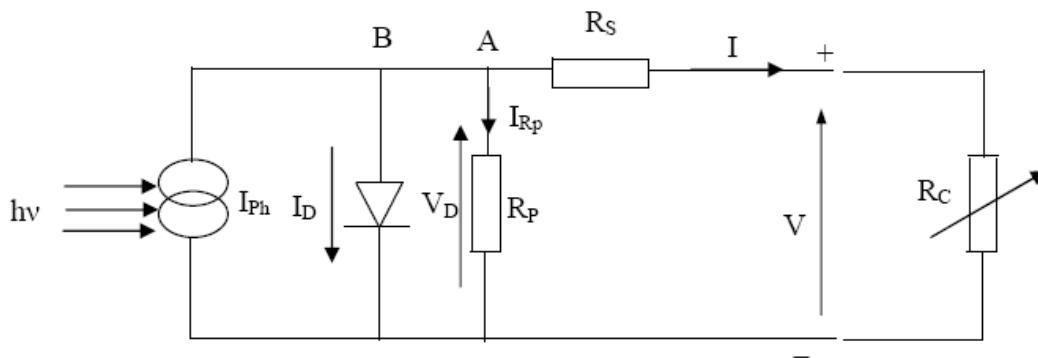 B A R_S I +
I_Rp
hν I_Ph I_D V_D R_P V R_C
−